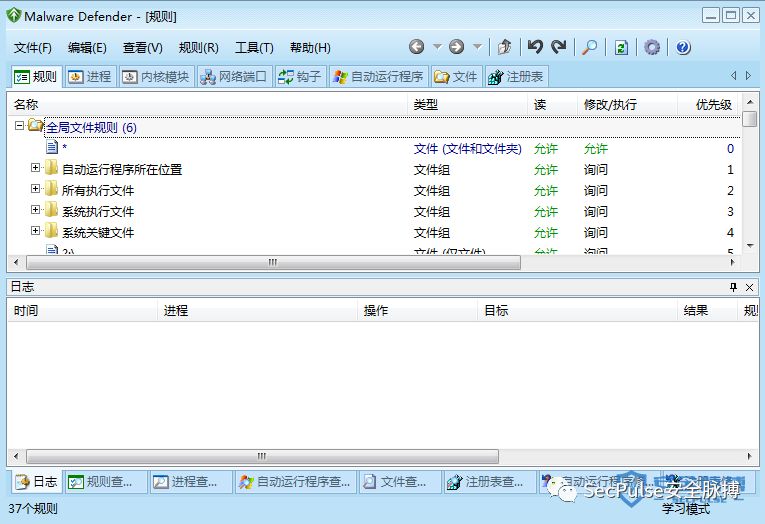 Malware Defender - [规则]
文件(F) 编辑(E) 查看(V) 规则(R) 工具(T) 帮助(H)
规则 进程 内核模块 网络端口 钩子 自动运行程序 文件 注册表
名称 类型 读 修改/执行 优先级
全局文件规则 (6)
* 文件 (文件和文件夹) 允许 允许 0
自动运行程序所在位置 文件组 允许 询问 1
所有执行文件 文件组 允许 询问 2
系统执行文件 文件组 允许 询问 3
系统关键文件 文件组 允许 询问 4
文件 (仅文件) 允许 询问 5
日志
时间 进程 操作 目标 结果 规则
日志 规则查... 进程查... 自动运行程序查... 文件查... 注册表查... 自动运行程序
SecPulse安全脉搏
37个规则 学习模式